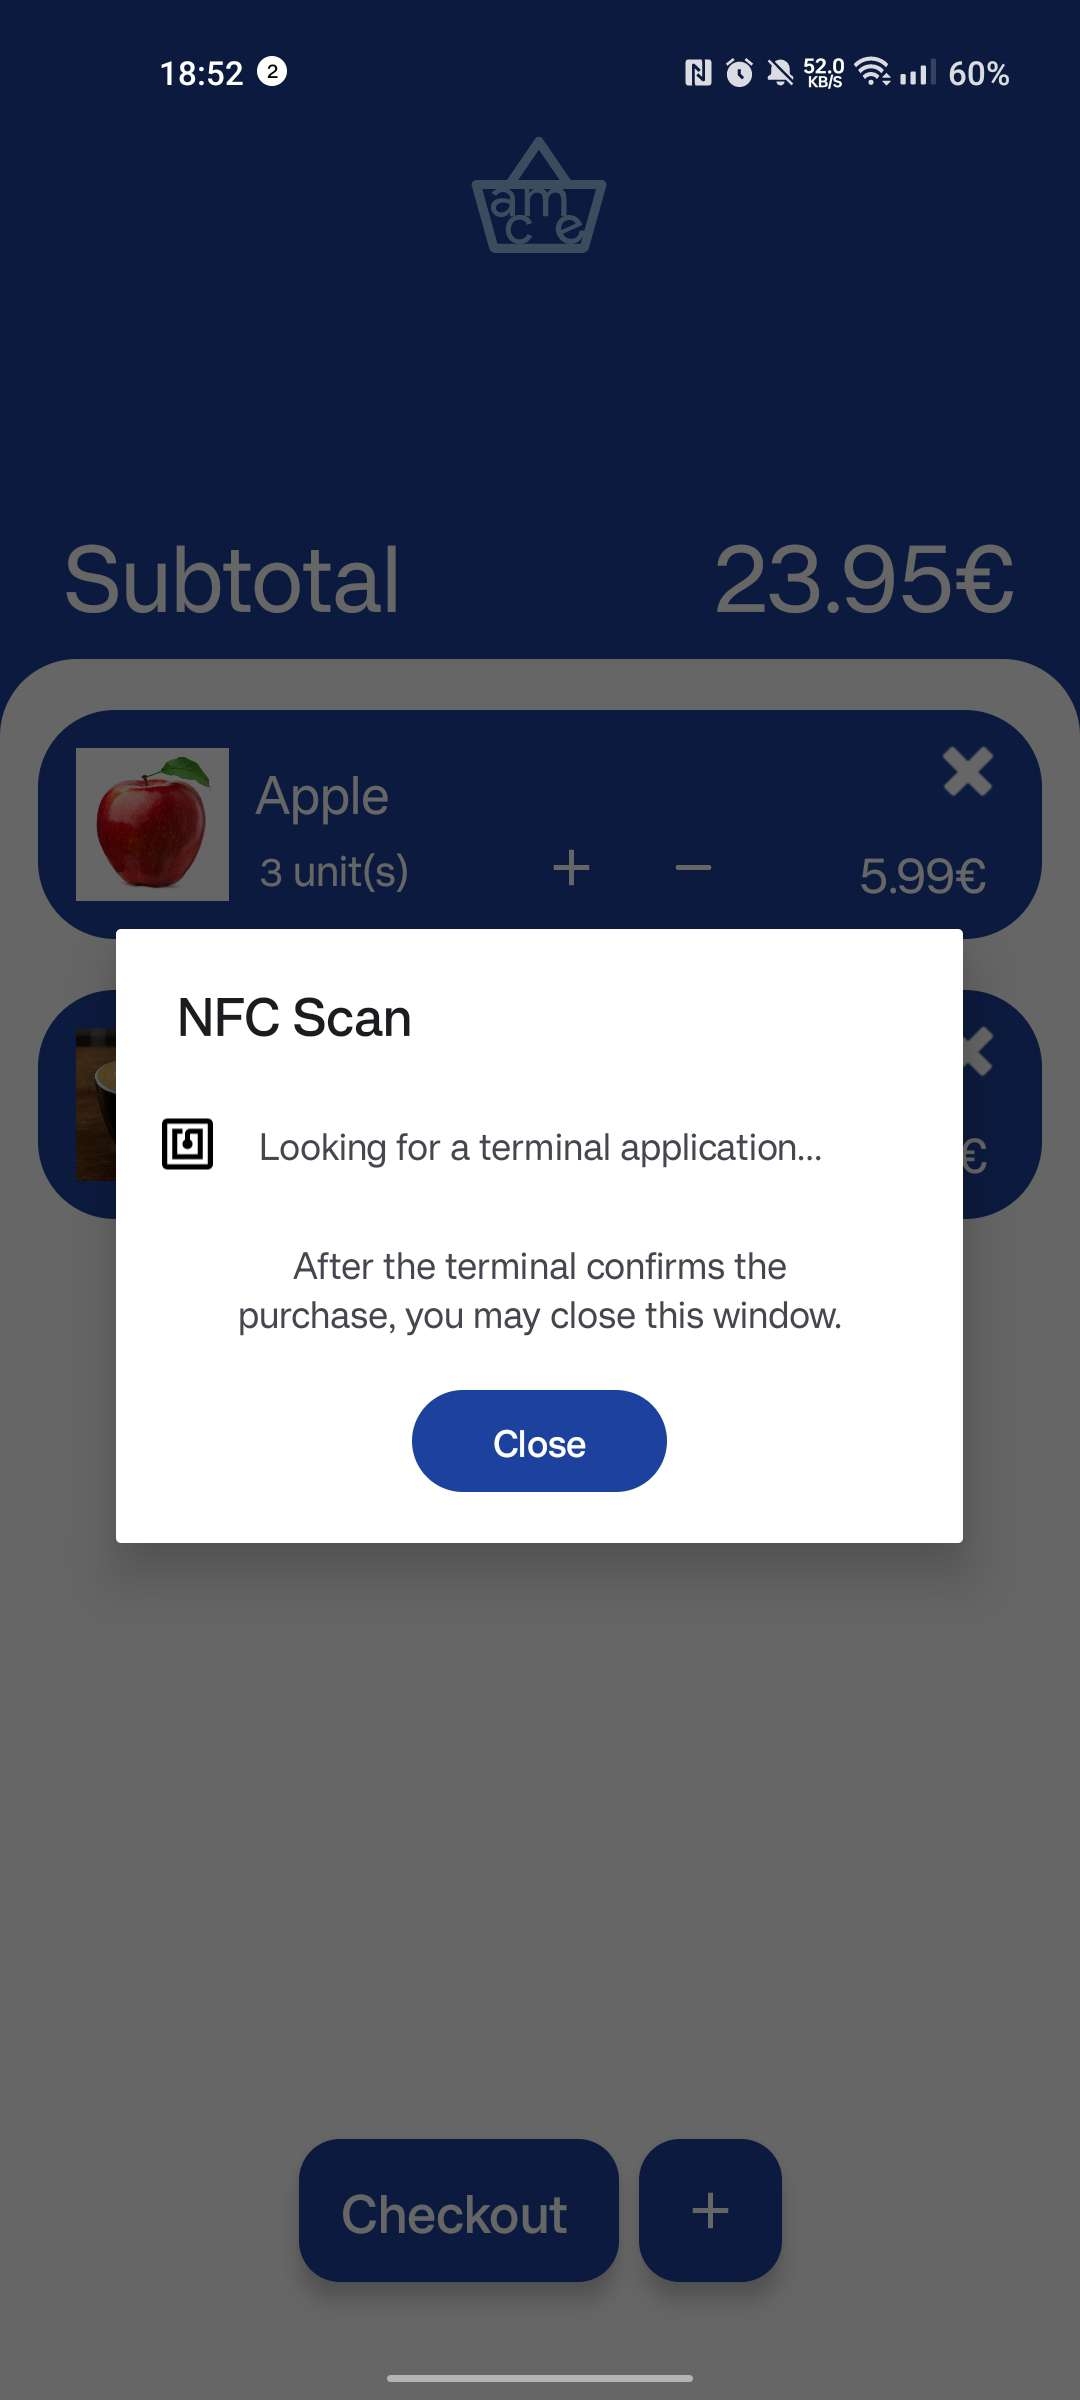 18:52 2 52.0 KB/S 60%
am
c e
Subtotal 23.95€
Apple
3 unit(s) + − 5.99€
NFC Scan
Looking for a terminal application...
After the terminal confirms the
purchase, you may close this window.
€
Close
Checkout +